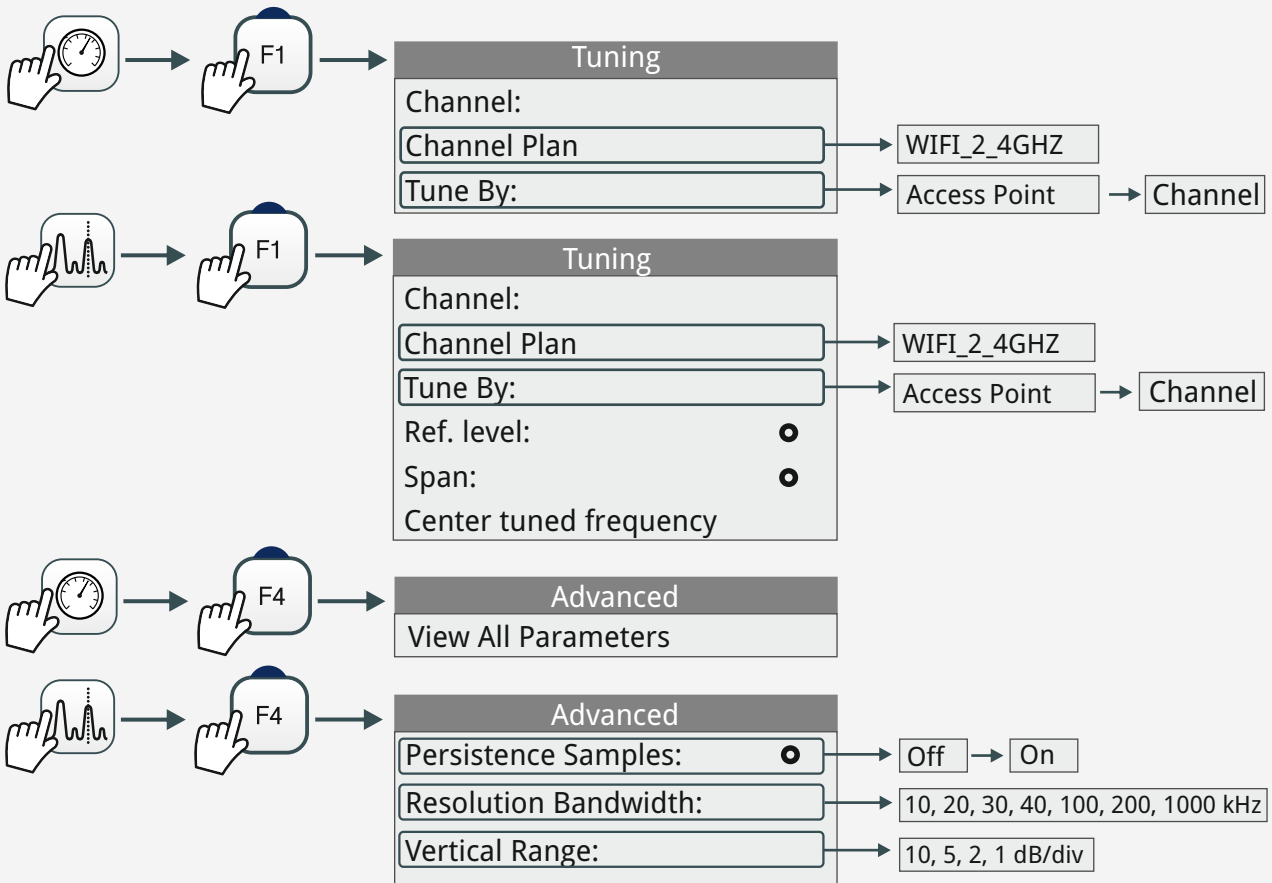 F1
Tuning
Channel:
Channel Plan
WIFI_2_4GHZ
Tune By:
Access Point
Channel
F1
Tuning
Channel:
Channel Plan
WIFI_2_4GHZ
Tune By:
Access Point
Channel
Ref. level:
Span:
Center tuned frequency
F4
Advanced
View All Parameters
F4
Advanced
Persistence Samples:
Off
On
Resolution Bandwidth:
10, 20, 30, 40, 100, 200, 1000 kHz
Vertical Range:
10, 5, 2, 1 dB/div